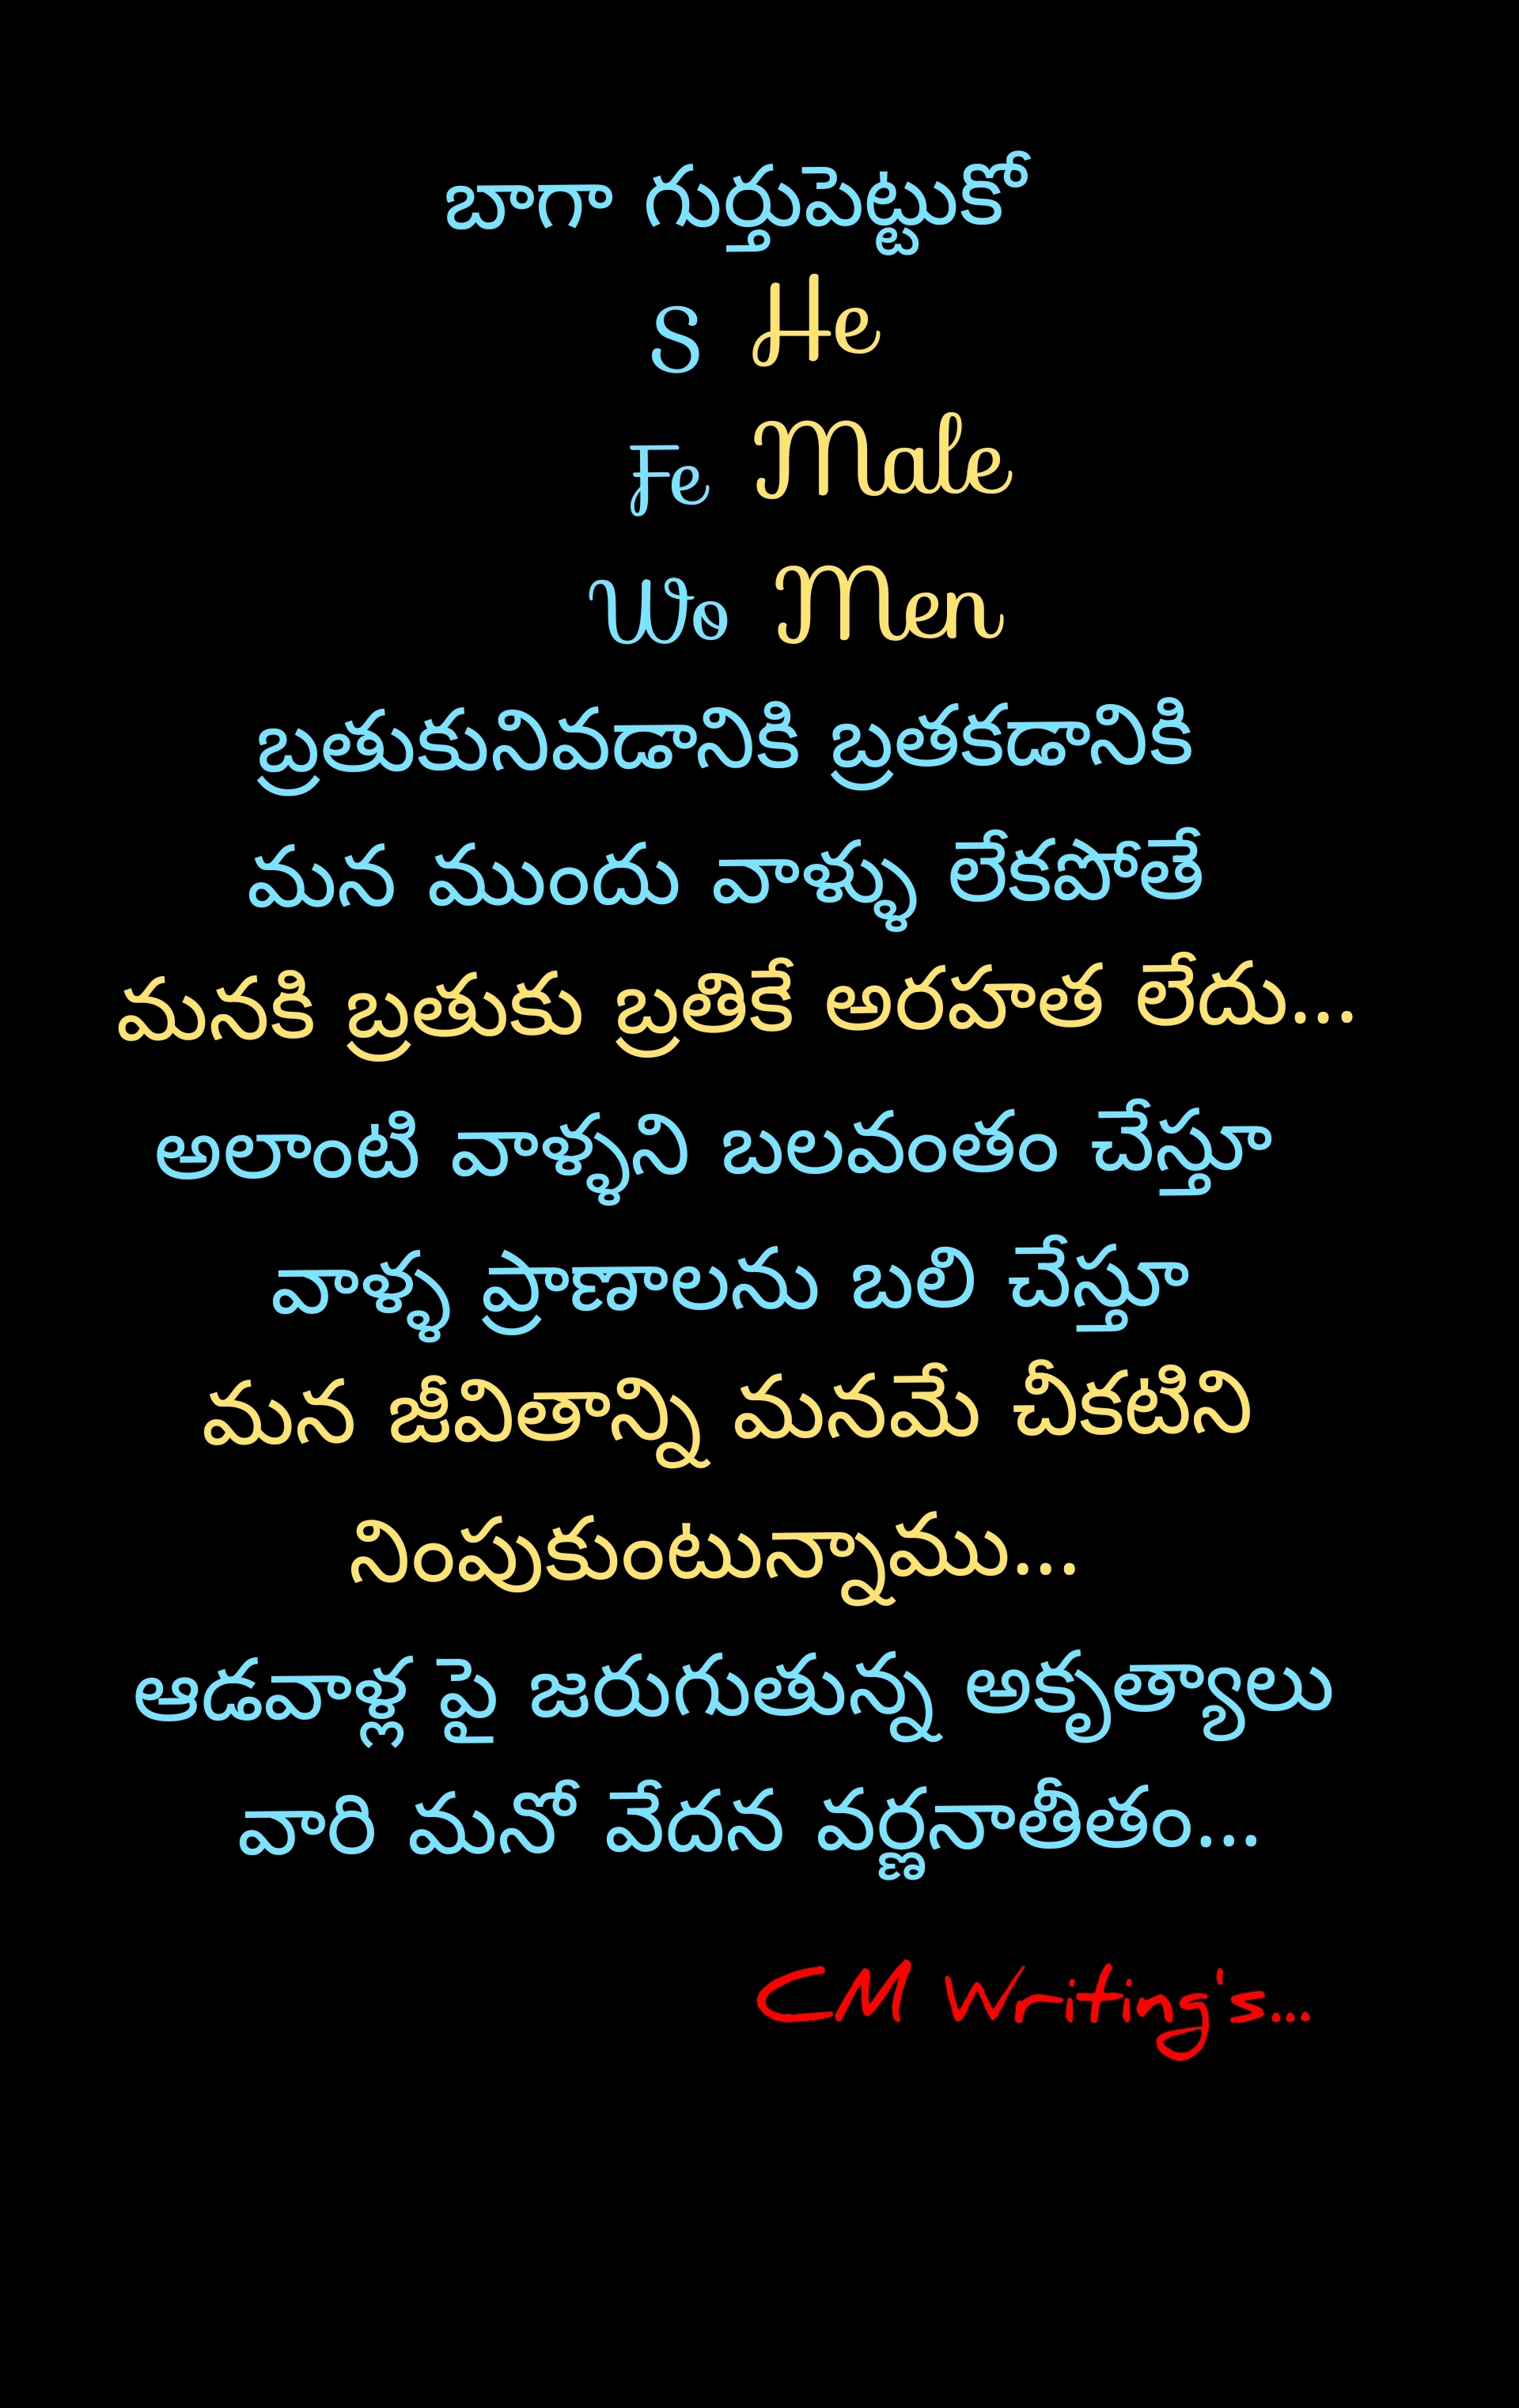 బాగా గుర్తుపెట్టుకో
S He
Fe Male
Wo Men
బ్రతుకునివడానికి బ్రతకడానికి
మన ముందు వాళ్ళు లేకపోతే
మనకి బ్రతుకు బ్రతికే అరహత లేదు...
అలాంటి వాళ్ళని బలవంతం చేస్తూ
వాళ్ళ ప్రాణాలను బలి చేస్తూ
మన జీవితాన్ని మనమే చీకటిని
నింపుకుంటున్నాము...
ఆడవాళ్ల పై జరుగుతున్న అకృత్యాలు
వారి మనో వేదన వర్ణనాతీతం...
CM Writing's...